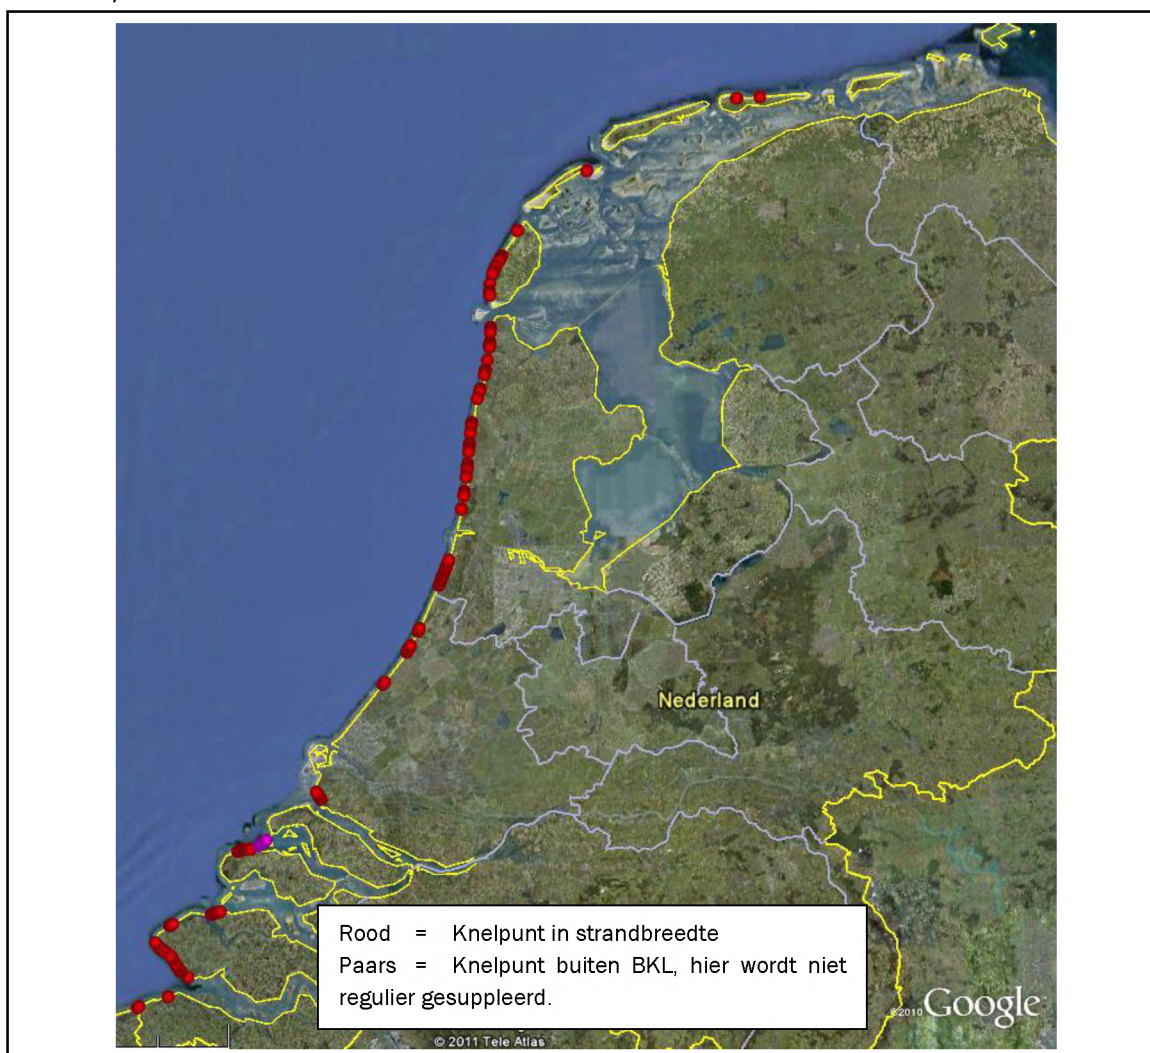 Nederland
Rood = Knelpunt in strandbreedte
Paars = Knelpunt buiten BKL, hier wordt niet
regulier gesuppleerd.
©2010 Google
© 2011 Tele Atlas